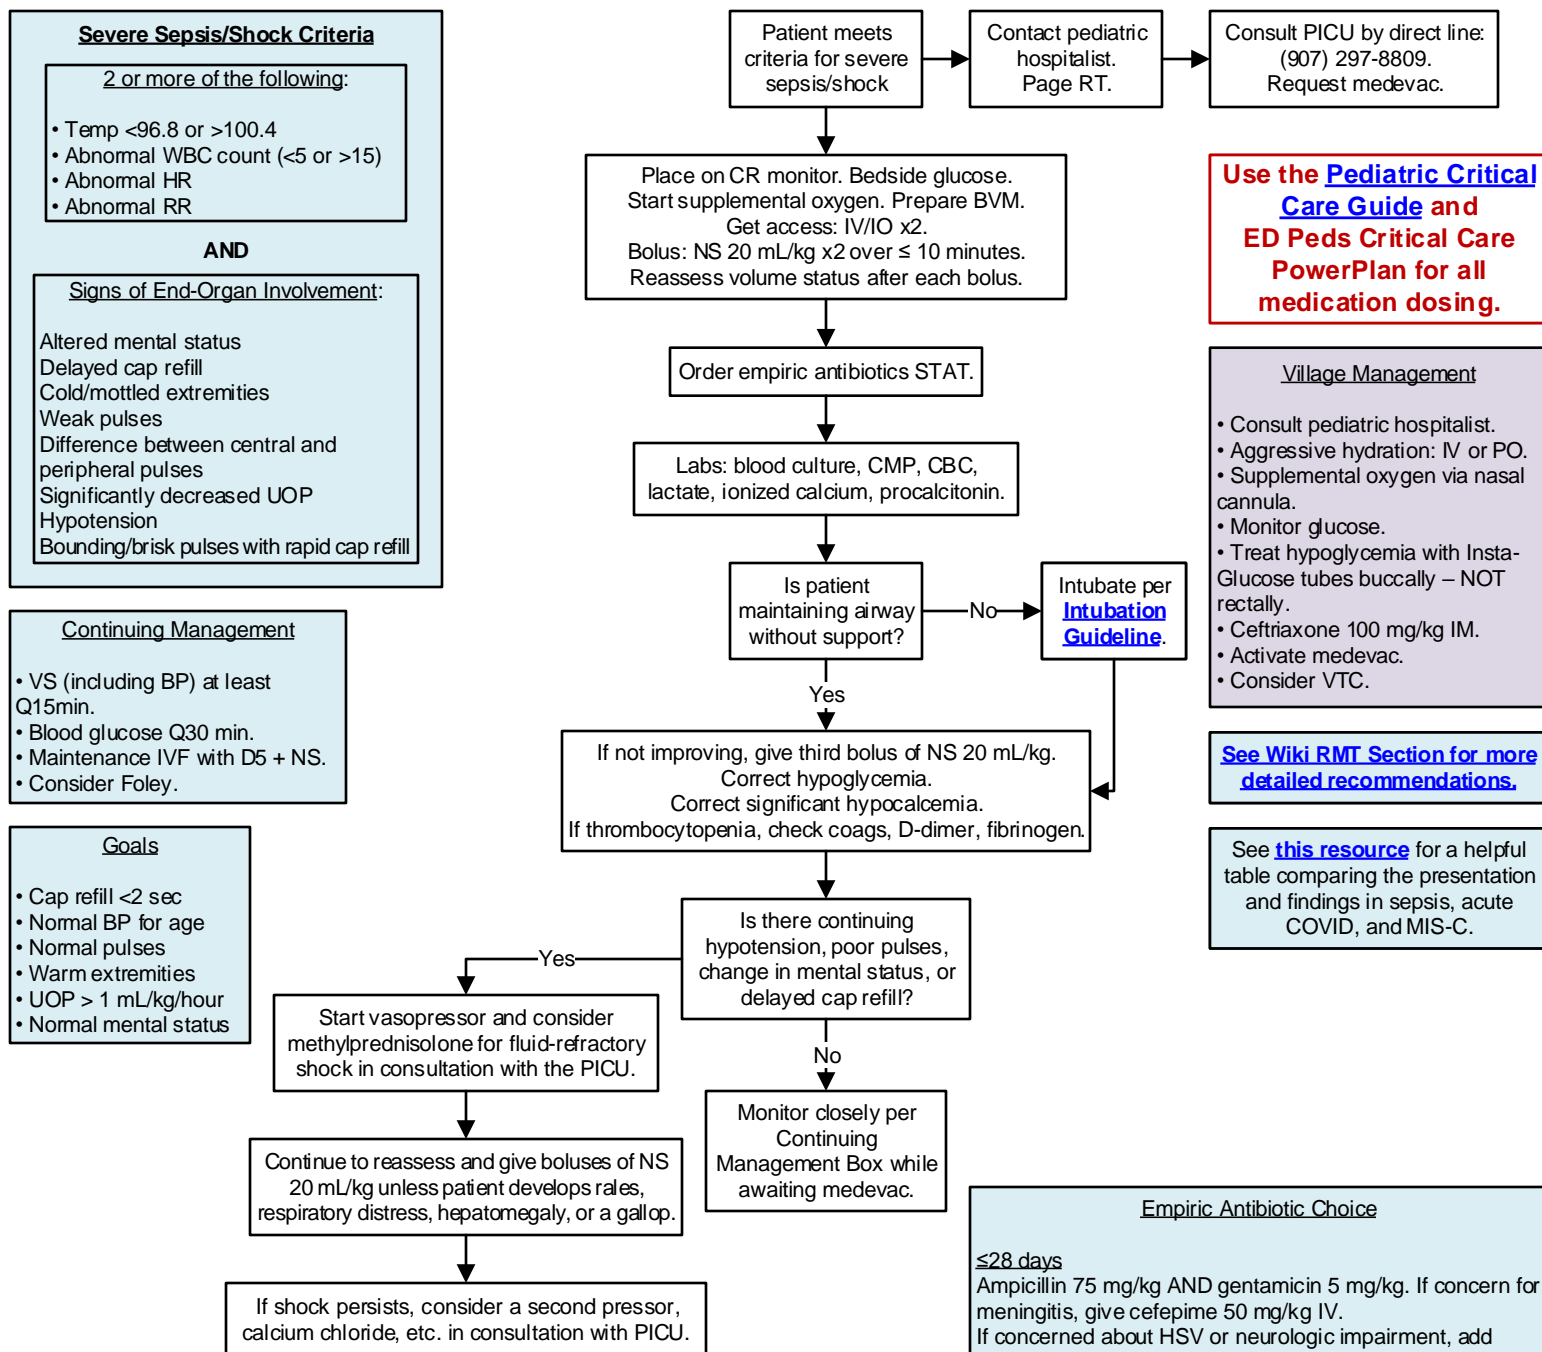 Severe Sepsis/Shock Criteria
2 or more of the following:
• Temp <96.8 or >100.4
• Abnormal WBC count (<5 or >15)
• Abnormal HR
• Abnormal RR
AND
Signs of End-Organ Involvement:
Altered mental status
Delayed cap refill
Cold/mottled extremities
Weak pulses
Difference between central and
peripheral pulses
Significantly decreased UOP
Hypotension
Bounding/brisk pulses with rapid cap refill
Continuing Management
• VS (including BP) at least
Q15min.
• Blood glucose Q30 min.
• Maintenance IVF with D5 + NS.
• Consider Foley.
Goals
• Cap refill <2 sec
• Normal BP for age
• Normal pulses
• Warm extremities
• UOP > 1 mL/kg/hour
• Normal mental status
Patient meets
criteria for severe
sepsis/shock
Contact pediatric
hospitalist.
Page RT.
Consult PICU by direct line:
(907) 297-8809.
Request medevac.
Place on CR monitor. Bedside glucose.
Start supplemental oxygen. Prepare BVM.
Get access: IV/IO x2.
Bolus: NS 20 mL/kg x2 over ≤ 10 minutes.
Reassess volume status after each bolus.
Order empiric antibiotics STAT.
Labs: blood culture, CMP, CBC,
lactate, ionized calcium, procalcitonin.
Is patient
maintaining airway
without support?
No
Intubate per
Intubation
Guideline.
Yes
If not improving, give third bolus of NS 20 mL/kg.
Correct hypoglycemia.
Correct significant hypocalcemia.
If thrombocytopenia, check coags, D-dimer, fibrinogen.
Is there continuing
hypotension, poor pulses,
change in mental status, or
delayed cap refill?
Yes
Start vasopressor and consider
methylprednisolone for fluid-refractory
shock in consultation with the PICU.
No
Monitor closely per
Continuing
Management Box while
awaiting medevac.
Continue to reassess and give boluses of NS
20 mL/kg unless patient develops rales,
respiratory distress, hepatomegaly, or a gallop.
If shock persists, consider a second pressor,
calcium chloride, etc. in consultation with PICU.
Use the Pediatric Critical
Care Guide and
ED Peds Critical Care
PowerPlan for all
medication dosing.
Village Management
• Consult pediatric hospitalist.
• Aggressive hydration: IV or PO.
• Supplemental oxygen via nasal
cannula.
• Monitor glucose.
• Treat hypoglycemia with Insta-
Glucose tubes buccally – NOT
rectally.
• Ceftriaxone 100 mg/kg IM.
• Activate medevac.
• Consider VTC.
See Wiki RMT Section for more
detailed recommendations.
See this resource for a helpful
table comparing the presentation
and findings in sepsis, acute
COVID, and MIS-C.
Empiric Antibiotic Choice
≤28 days
Ampicillin 75 mg/kg AND gentamicin 5 mg/kg. If concern for
meningitis, give cefepime 50 mg/kg IV.
If concerned about HSV or neurologic impairment, add